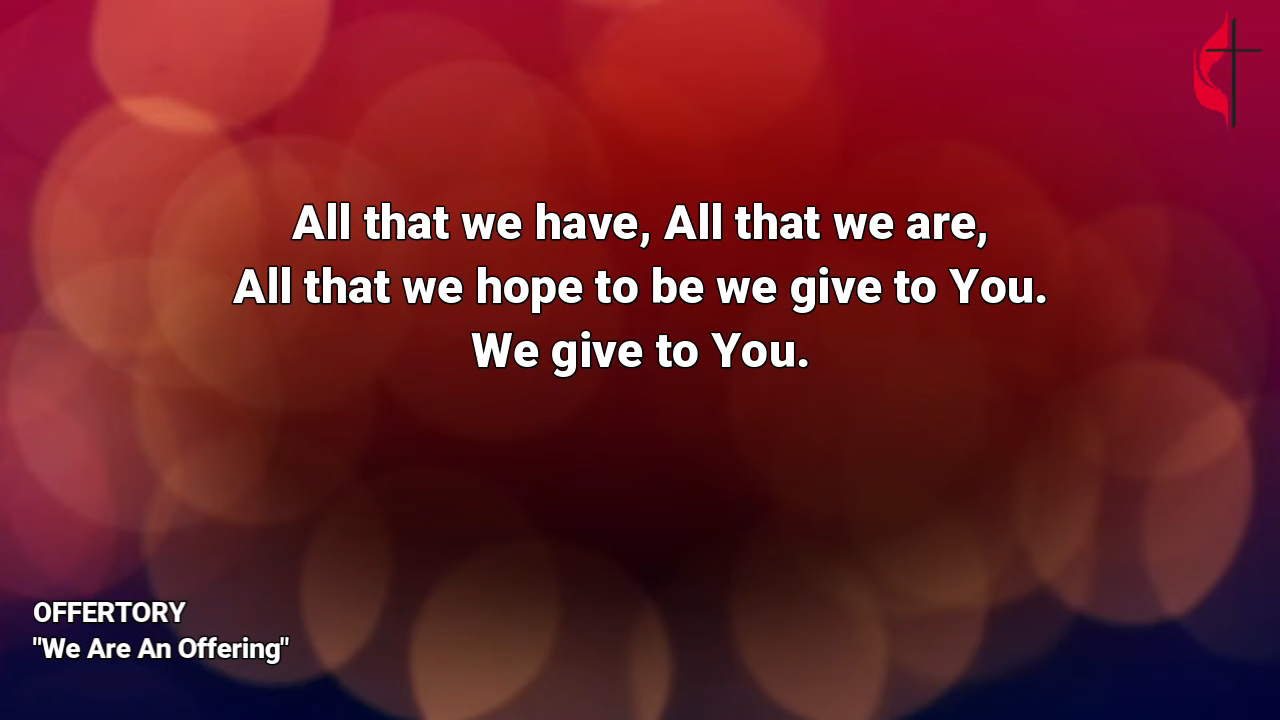 All that we have, All that we are,
All that we hope to be we give to You.
We give to You.
OFFERTORY
"We Are An Offering"